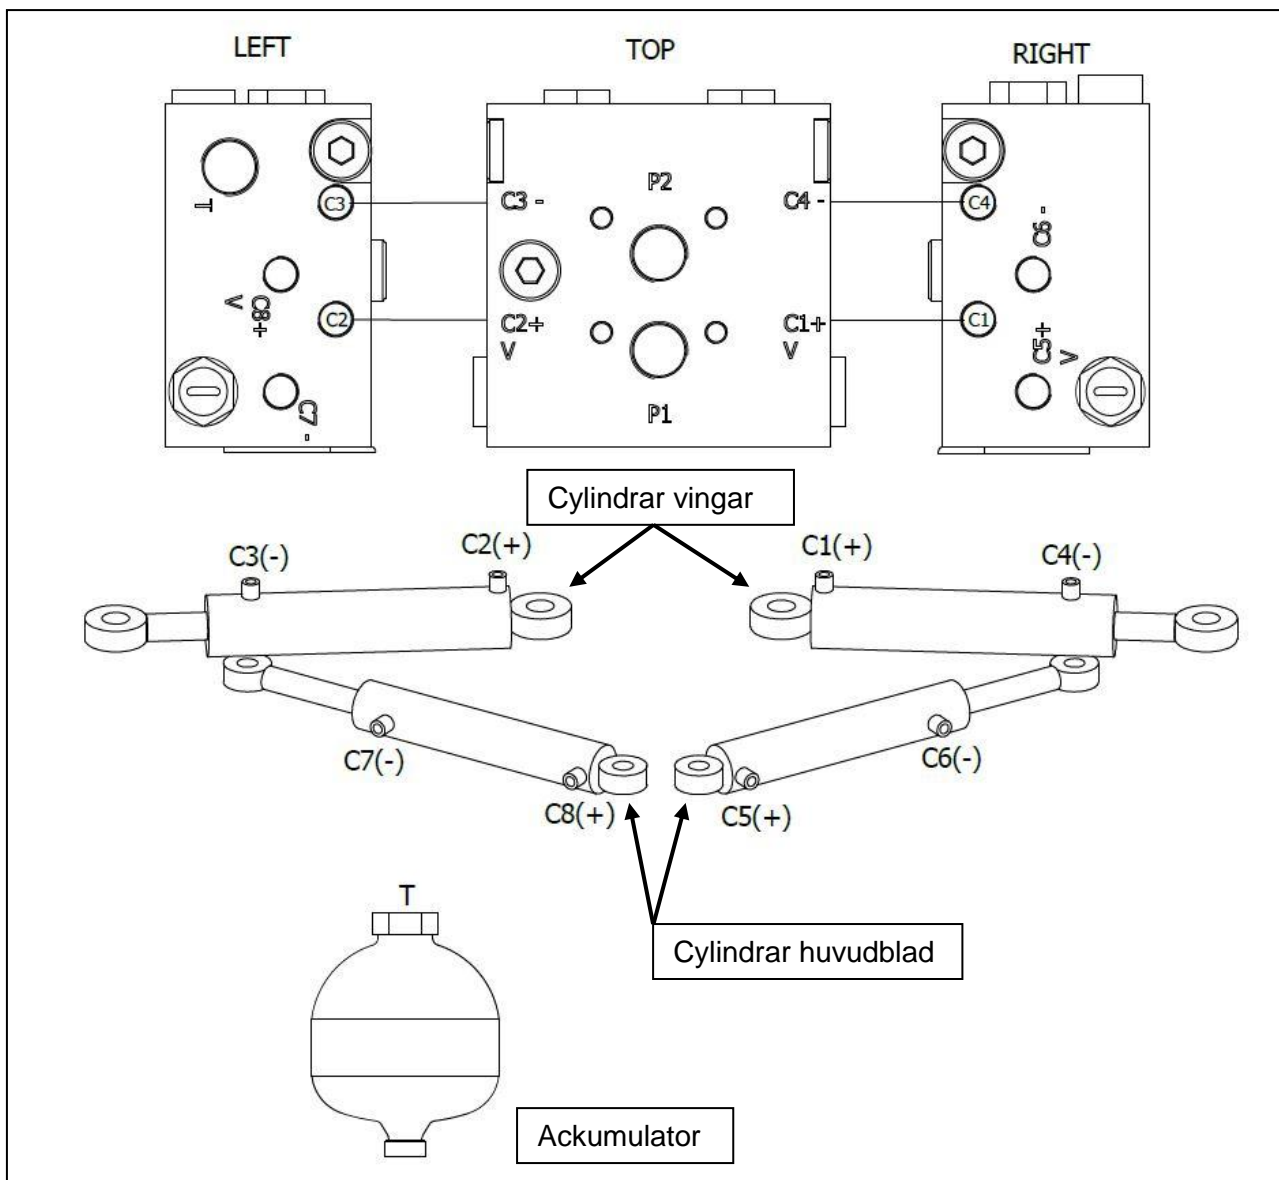 LEFT
TOP
RIGHT
T
C3
C8+
V
C2
C7 -
P2
C3 -
C4 -
C2+
V
C1+
V
P1
C4
C6 -
C1
C5+
V
Cylindrar vingar
C3(-)
C2(+)
C1(+)
C4(-)
C7(-)
C8(+)
C6(-)
C5(+)
T
Cylindrar huvudblad
Ackumulator